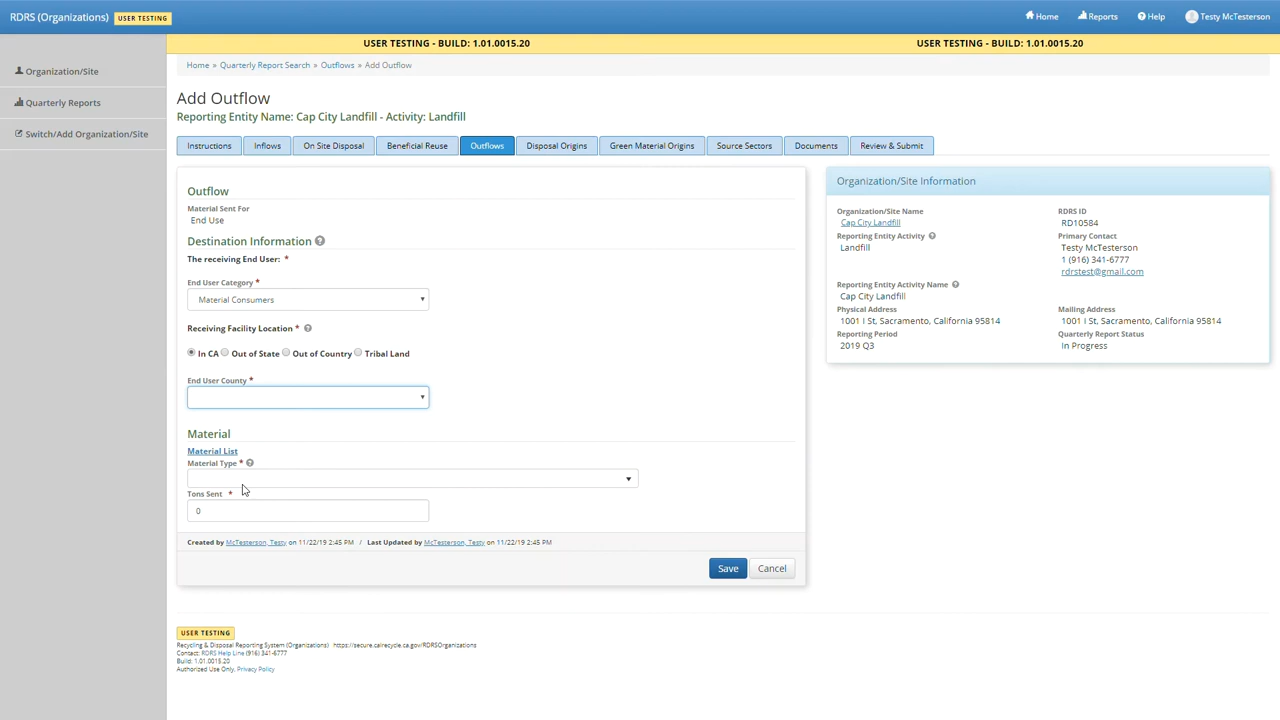 RDRS (Organizations) USER TESTING
Home Reports Help Testy McTesterson
USER TESTING - BUILD: 1.01.0015.20 USER TESTING - BUILD: 1.01.0015.20
Organization/Site
Quarterly Reports
Switch/Add Organization/Site
Home » Quarterly Report Search » Outflows » Add Outflow
Add Outflow
Reporting Entity Name: Cap City Landfill - Activity: Landfill
Instructions Inflows On Site Disposal Beneficial Reuse Outflows Disposal Origins Green Material Origins Source Sectors Documents Review & Submit
Outflow
Material Sent For
End Use
Destination Information
The receiving End User: *
End User Category *
Material Consumers
Receiving Facility Location *
In CA Out of State Out of Country Tribal Land
End User County *
Material
Material List
Material Type *
Tons Sent *
0
Created by McTesterson, Testy on 11/22/19 2:45 PM / Last Updated by McTesterson, Testy on 11/22/19 2:45 PM
Save Cancel
Organization/Site Information
Organization/Site Name
Cap City Landfill
Reporting Entity Activity
Landfill
Reporting Entity Activity Name
Cap City Landfill
Physical Address
1001 I St, Sacramento, California 95814
Reporting Period
2019 Q3
RDRS ID
RD10584
Primary Contact
Testy McTesterson
1 (916) 341-6777
rdrstest@gmail.com
Mailing Address
1001 I St, Sacramento, California 95814
Quarterly Report Status
In Progress
USER TESTING
Recycling & Disposal Reporting System (Organizations) https://secure.calrecycle.ca.gov/RDRSOrganizations
Contact: RDRS Help Line (916) 341-6777
Build: 1.01.0015.20
Authorized Use Only. Privacy Policy